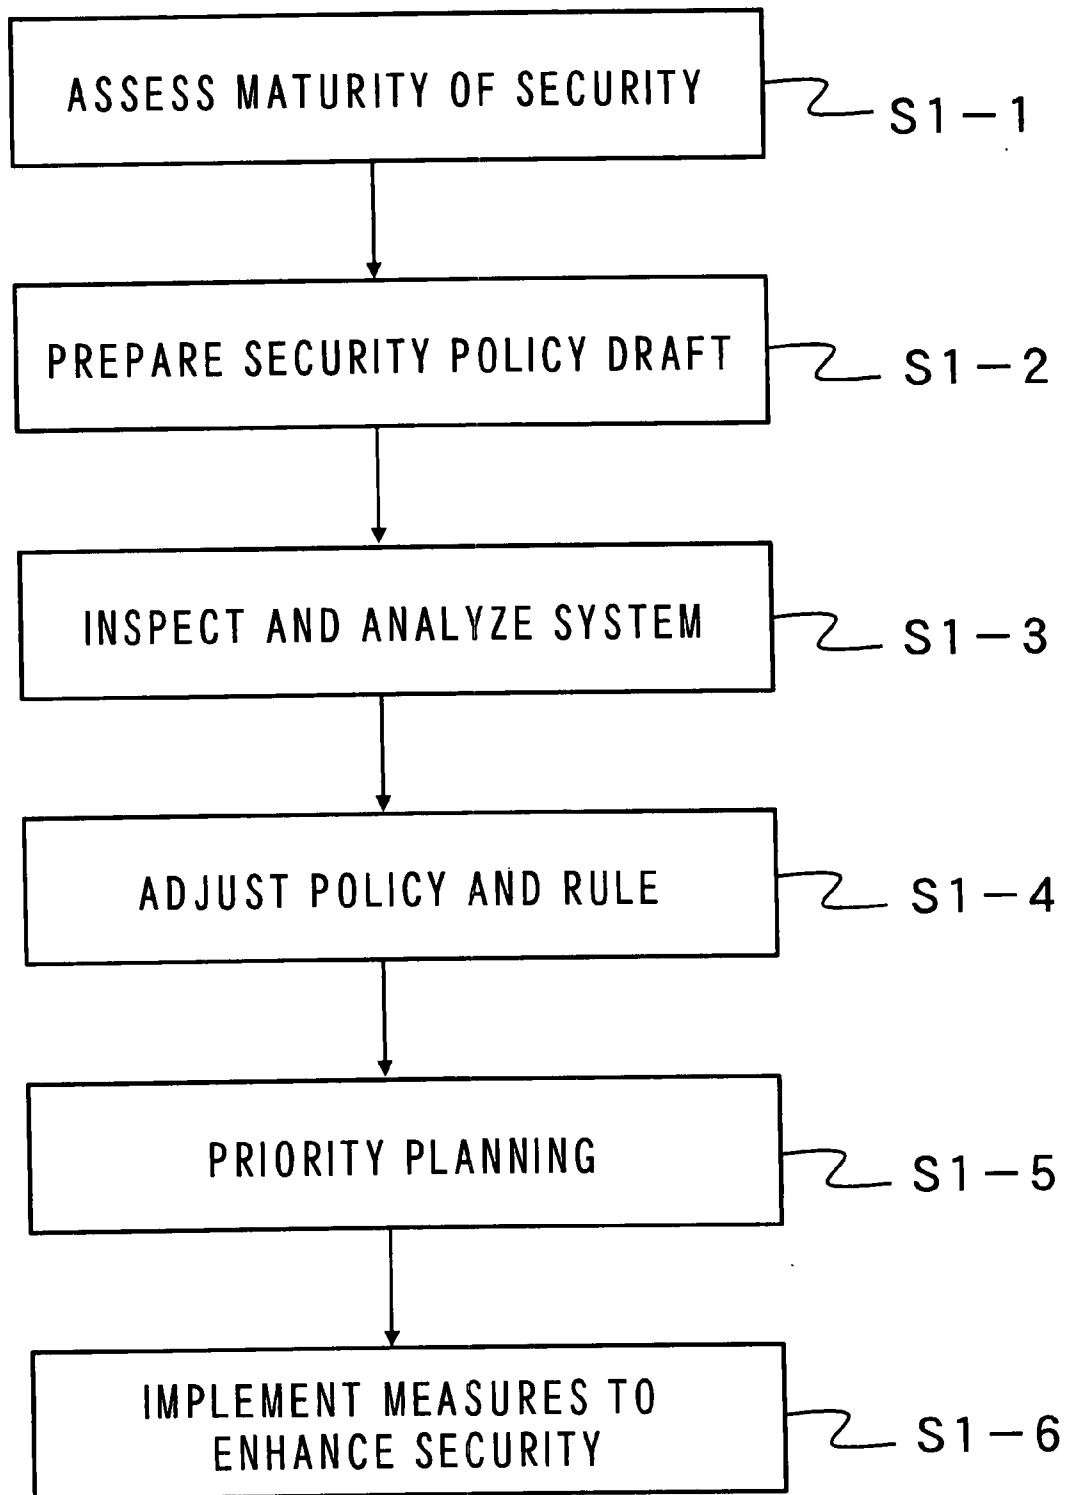 ASSESS MATURITY OF SECURITY
S1-1
PREPARE SECURITY POLICY DRAFT
S1-2
INSPECT AND ANALYZE SYSTEM
S1-3
ADJUST POLICY AND RULE
S1-4
PRIORITY PLANNING
S1-5
IMPLEMENT MEASURES TO
ENHANCE SECURITY
S1-6